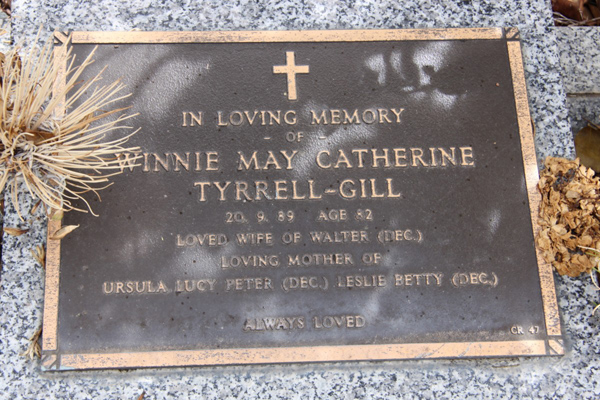 IN LOVING MEMORY
- OF -
WINNIE MAY CATHERINE
TYRRELL-GILL
20. 9. 89 AGE 82
LOVED WIFE OF WALTER (DEC.)
LOVING MOTHER OF
URSULA LUCY PETER (DEC.) LESLIE BETTY (DEC,)
ALWAYS LOVED
CR 47